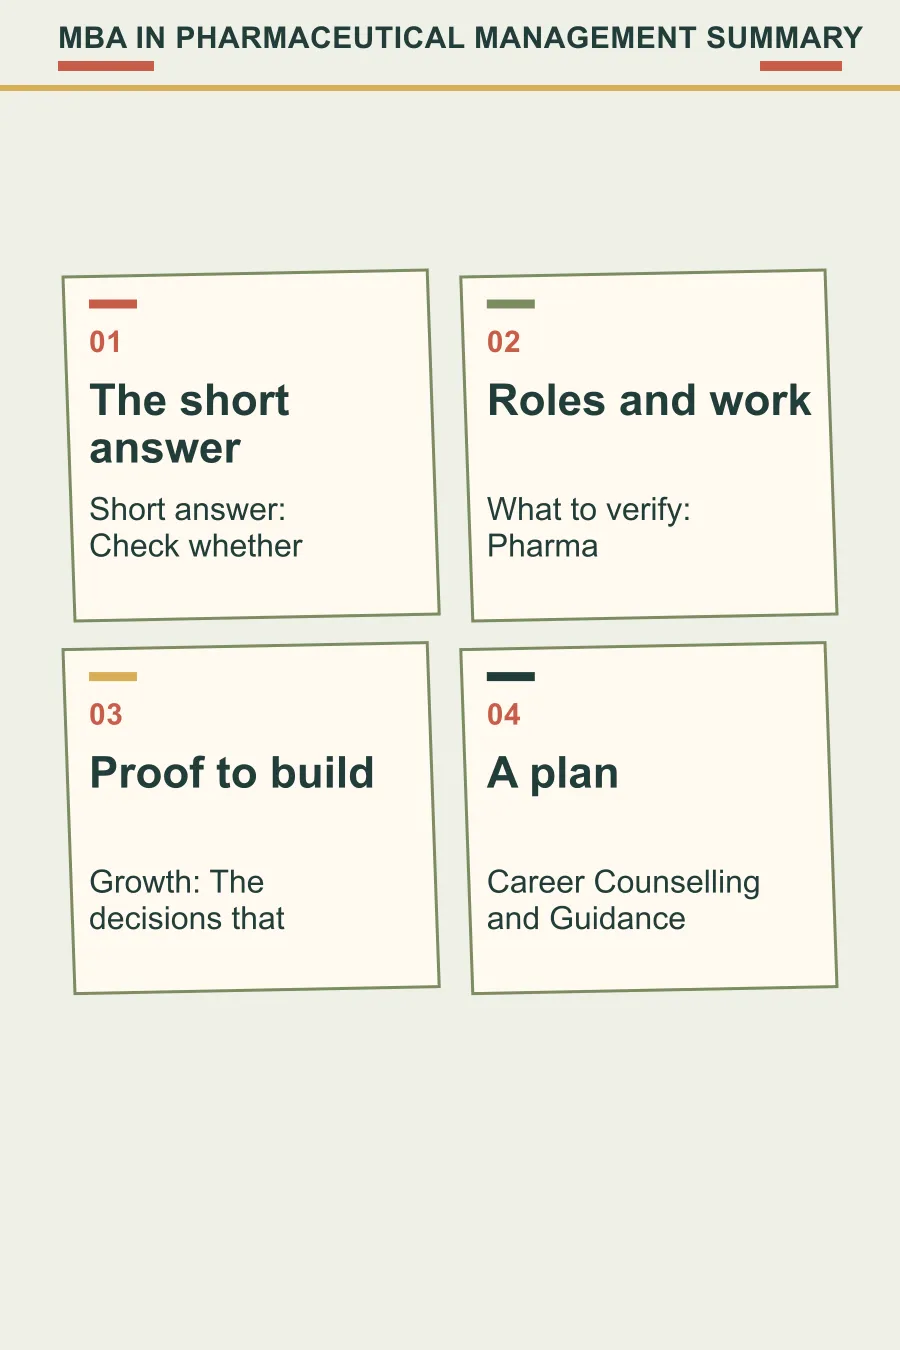 MBA IN PHARMACEUTICAL MANAGEMENT SUMMARY
01
The short
answer
Short answer:
Check whether
02
Roles and work
What to verify:
Pharma
03
Proof to build
Growth: The
decisions that
04
A plan
Career Counselling
and Guidance